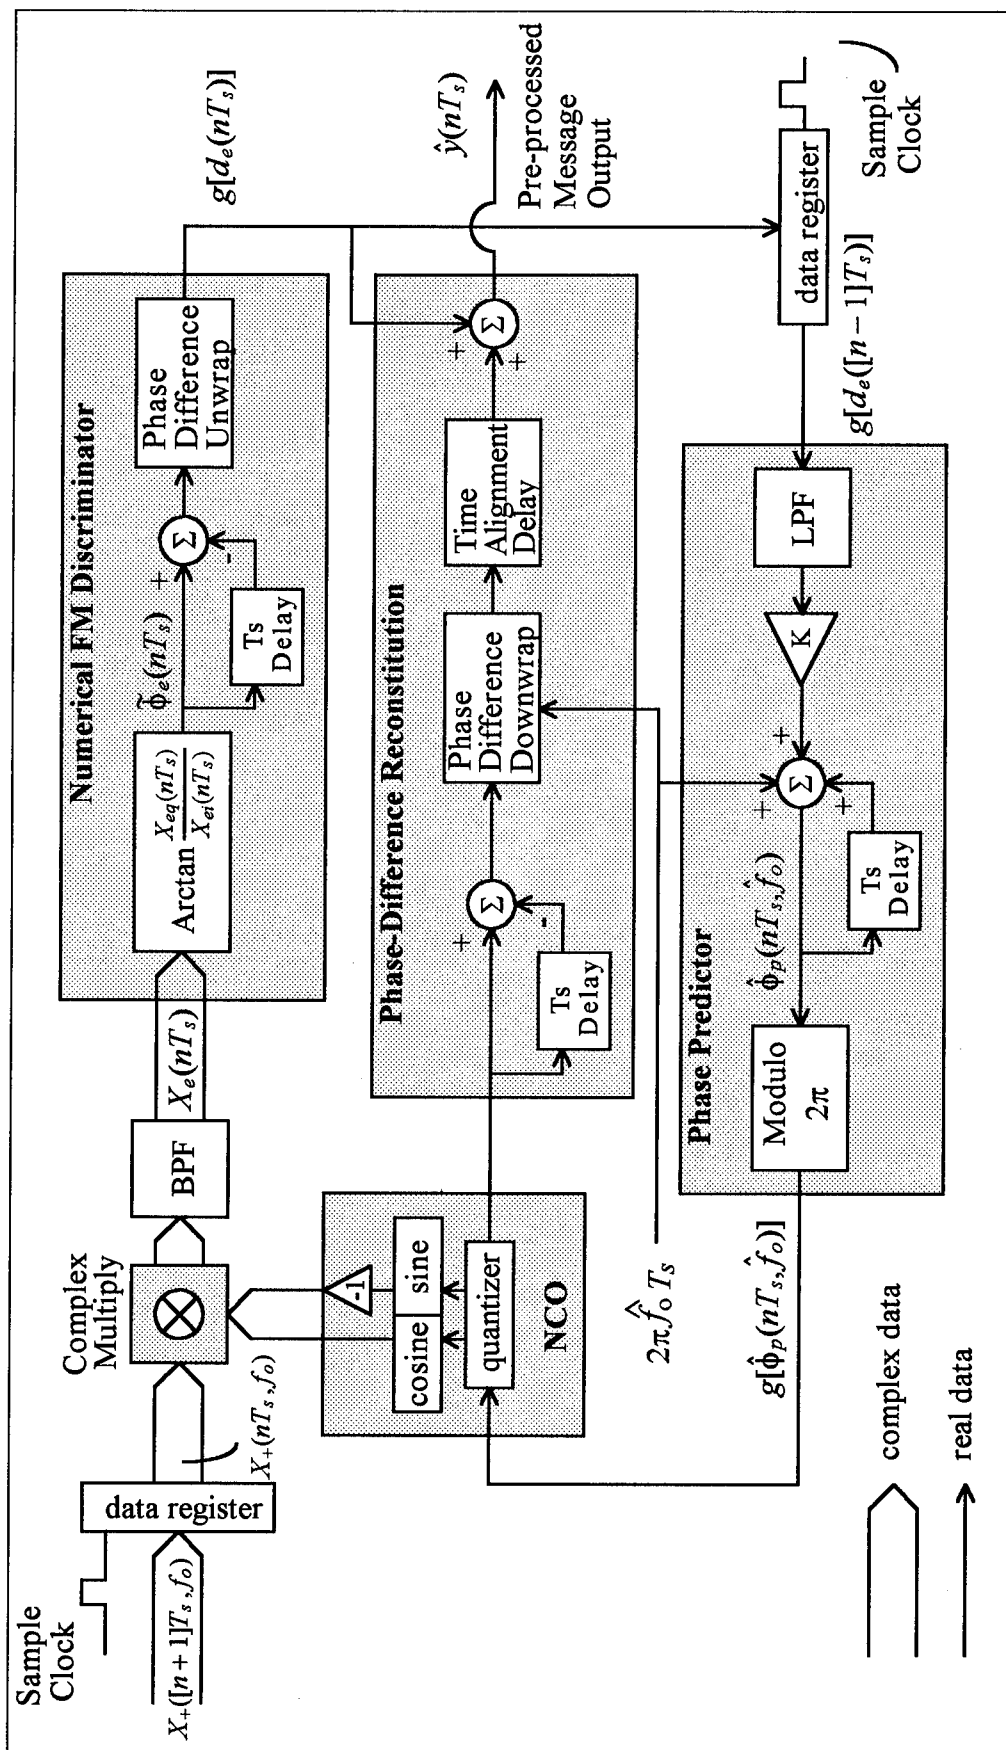 Sample
Clock
X₊([n+1]Tₛ,fₒ)
data register
X₊(nTₛ,fₒ)
Complex
Multiply
BPF
Xₑ(nTₛ)
Numerical FM Discriminator
Arctan X_eq(nTₛ)
X_ei(nTₛ)
φ̃ₑ(nTₛ)
+
Σ
-
Ts
Delay
Phase
Difference
Unwrap
g[dₑ(nTₛ)]
NCO
-1
cosine
sine
quantizer
Phase-Difference Reconstitution
+
Σ
-
Ts
Delay
Phase
Difference
Downwrap
Time
Alignment
Delay
+
Σ
+
ŷ(nTₛ)
Pre-processed
Message
Output
2πf̂ₒTₛ
g[φ̂ₚ(nTₛ,f̂ₒ)]
Phase Predictor
Modulo
2π
φ̂ₚ(nTₛ,f̂ₒ)
+
Σ
+
+
Ts
Delay
K
LPF
g[dₑ([n−1]Tₛ)]
data register
Sample
Clock
complex data
real data